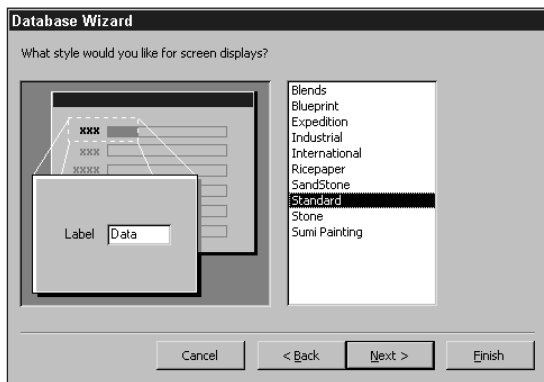 Database Wizard
What style would you like for screen displays?
xxx
xxx
xxxx
Label Data
Blends
Blueprint
Expedition
Industrial
International
Ricepaper
SandStone
Standard
Stone
Sumi Painting
Cancel
< Back
Next >
Finish